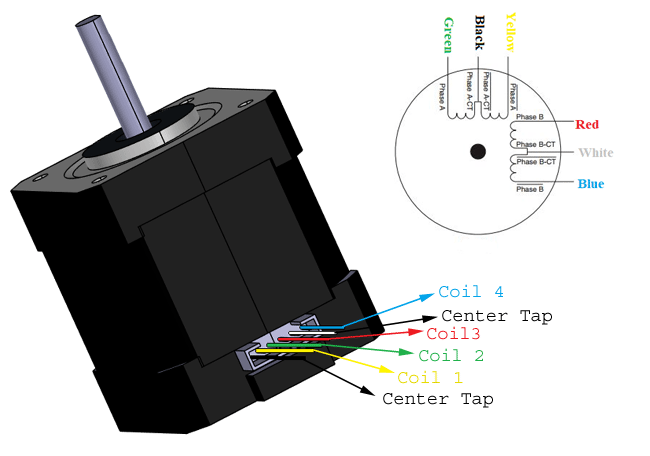 Green
Black
Yellow
Phase A
Phase A-CT
Phase A-CT
Phase A
Phase B
Red
Phase B-CT
White
Phase B-CT
Phase B
Blue
Coil 4
Center Tap
Coil3
Coil 2
Coil 1
Center Tap